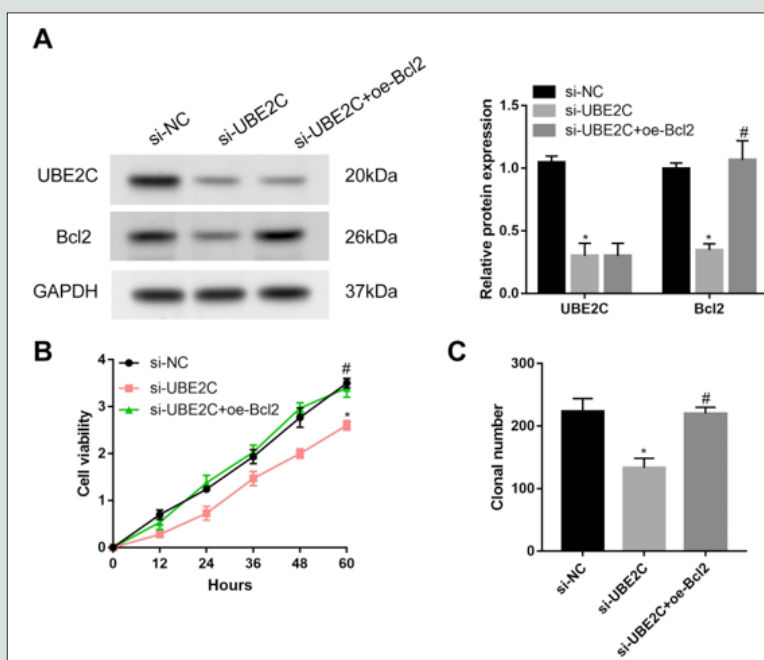 A
si-NC
si-UBE2C
si-UBE2C+oe-Bcl2
UBE2C
20kDa
Bcl2
26kDa
GAPDH
37kDa
si-NC
si-UBE2C
si-UBE2C+oe-Bcl2
Relative protein expression
1.5
1.0
0.5
0.0
*
*
#
UBE2C
Bcl2
B
si-NC
si-UBE2C
si-UBE2C+oe-Bcl2
Cell viability
4
3
2
1
0
#
*
0 12 24 36 48 60
Hours
C
Clonal number
300
200
100
0
*
#
si-NC
si-UBE2C
si-UBE2C+oe-Bcl2